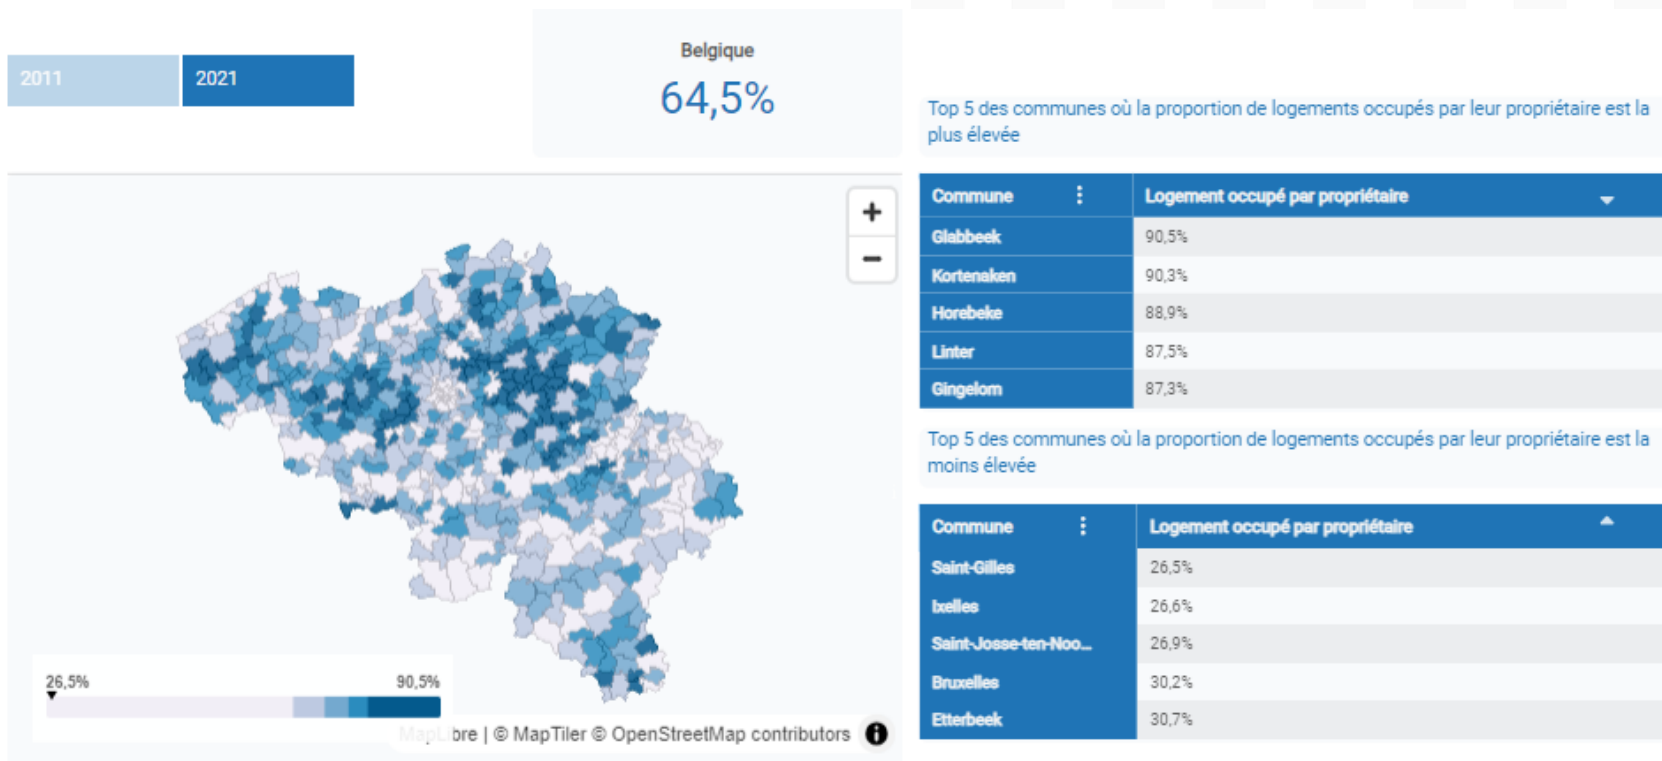 2011
2021
Belgique
64,5%
26,5%
90,5%
MapLibre | © MapTiler © OpenStreetMap contributors
Top 5 des communes où la proportion de logements occupés par leur propriétaire est la
plus élevée
Commune Logement occupé par propriétaire
Glabbeek 90,5%
Kortenaken 90,3%
Horebeke 88,9%
Linter 87,5%
Gingelom 87,3%
Top 5 des communes où la proportion de logements occupés par leur propriétaire est la
moins élevée
Commune Logement occupé par propriétaire
Saint-Gilles 26,5%
Ixelles 26,6%
Saint-Josse-ten-Noo... 26,9%
Bruxelles 30,2%
Etterbeek 30,7%